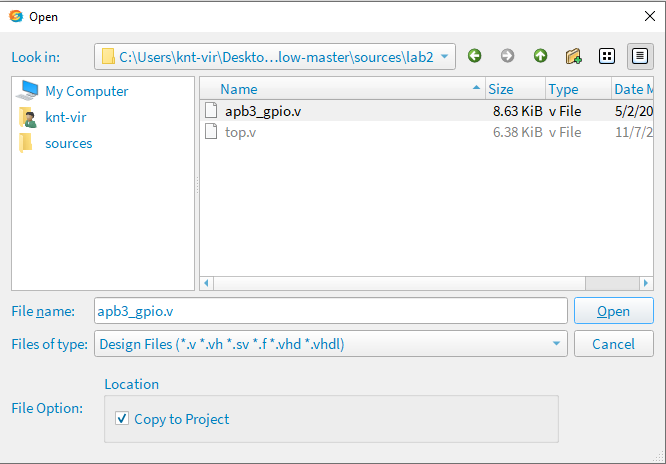 Open
Look in: C:\Users\knt-vir\Deskto...low-master\sources\lab2
My Computer
knt-vir
sources
Name Size Type Date M
apb3_gpio.v 8.63 KiB v File 5/2/20
top.v 6.38 KiB v File 11/7/2
File name: apb3_gpio.v Open
Files of type: Design Files (*.v *.vh *.sv *.f *.vhd *.vhdl) Cancel
Location
File Option: Copy to Project